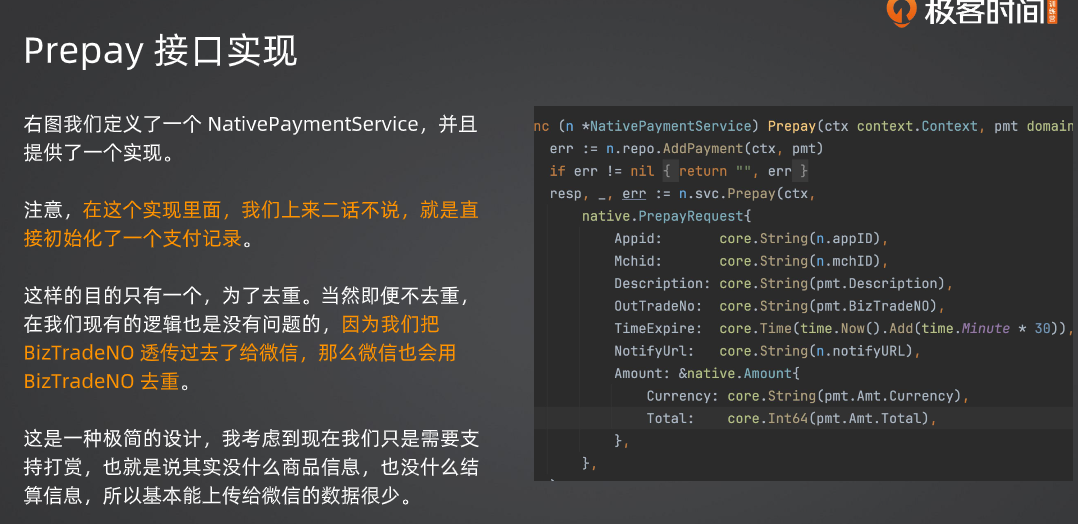 极客时间
训练营
Prepay 接口实现
右图我们定义了一个 NativePaymentService，并且
提供了一个实现。
注意，在这个实现里面，我们上来二话不说，就是直
接初始化了一个支付记录。
这样的目的只有一个，为了去重。当然即便不去重，
在我们现有的逻辑也是没有问题的，因为我们把
BizTradeNO 透传过去了给微信，那么微信也会用
BizTradeNO 去重。
这是一种极简的设计，我考虑到现在我们只是需要支
持打赏，也就是说其实没什么商品信息，也没什么结
算信息，所以基本能上传给微信的数据很少。
nc (n *NativePaymentService) Prepay(ctx context.Context, pmt domain
err := n.repo.AddPayment(ctx, pmt)
if err != nil { return "", err }
resp, _, err := n.svc.Prepay(ctx,
native.PrepayRequest{
Appid: core.String(n.appID),
Mchid: core.String(n.mchID),
Description: core.String(pmt.Description),
OutTradeNo: core.String(pmt.BizTradeNO),
TimeExpire: core.Time(time.Now().Add(time.Minute * 30)),
NotifyUrl: core.String(n.notifyURL),
Amount: &native.Amount{
Currency: core.String(pmt.Amt.Currency),
Total: core.Int64(pmt.Amt.Total),
},
},